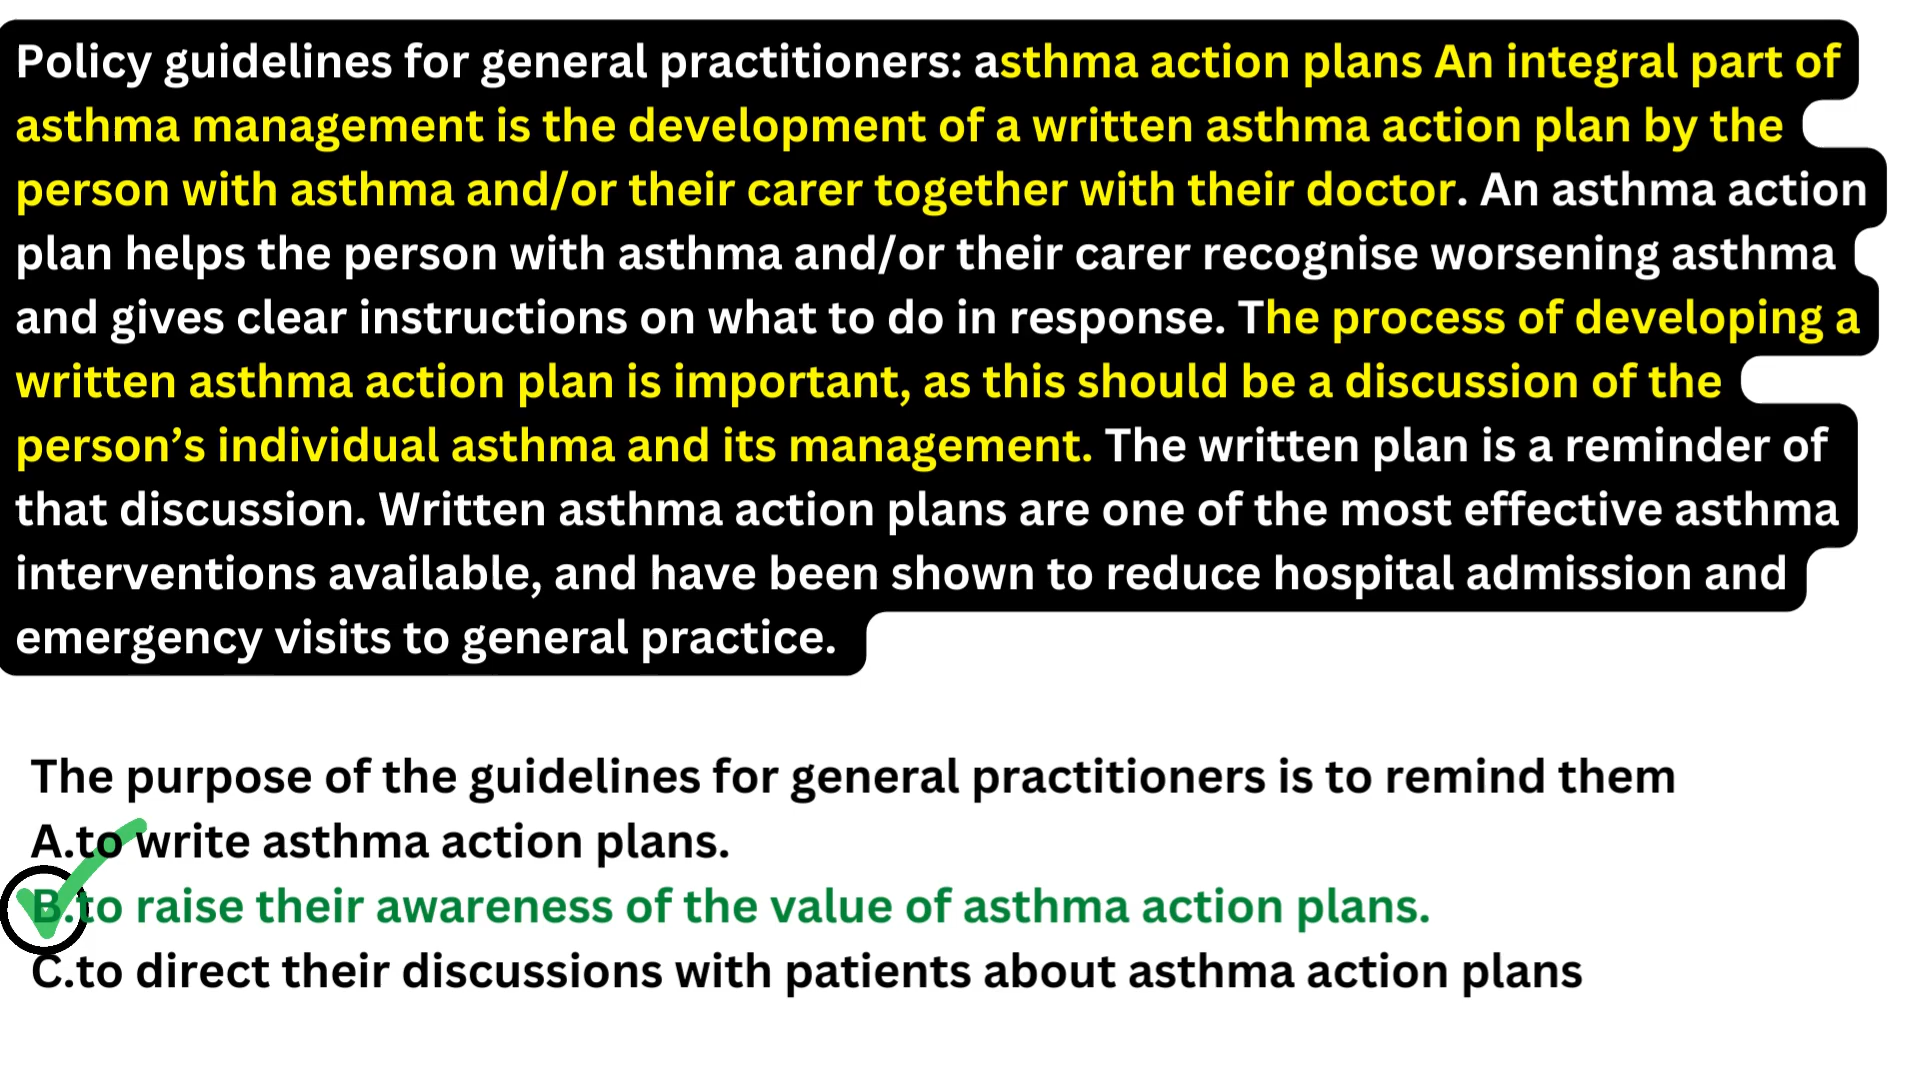 Policy guidelines for general practitioners: asthma action plans An integral part of
asthma management is the development of a written asthma action plan by the
person with asthma and/or their carer together with their doctor. An asthma action
plan helps the person with asthma and/or their carer recognise worsening asthma
and gives clear instructions on what to do in response. The process of developing a
written asthma action plan is important, as this should be a discussion of the
person’s individual asthma and its management. The written plan is a reminder of
that discussion. Written asthma action plans are one of the most effective asthma
interventions available, and have been shown to reduce hospital admission and
emergency visits to general practice.
The purpose of the guidelines for general practitioners is to remind them
A.to write asthma action plans.
B.to raise their awareness of the value of asthma action plans.
C.to direct their discussions with patients about asthma action plans